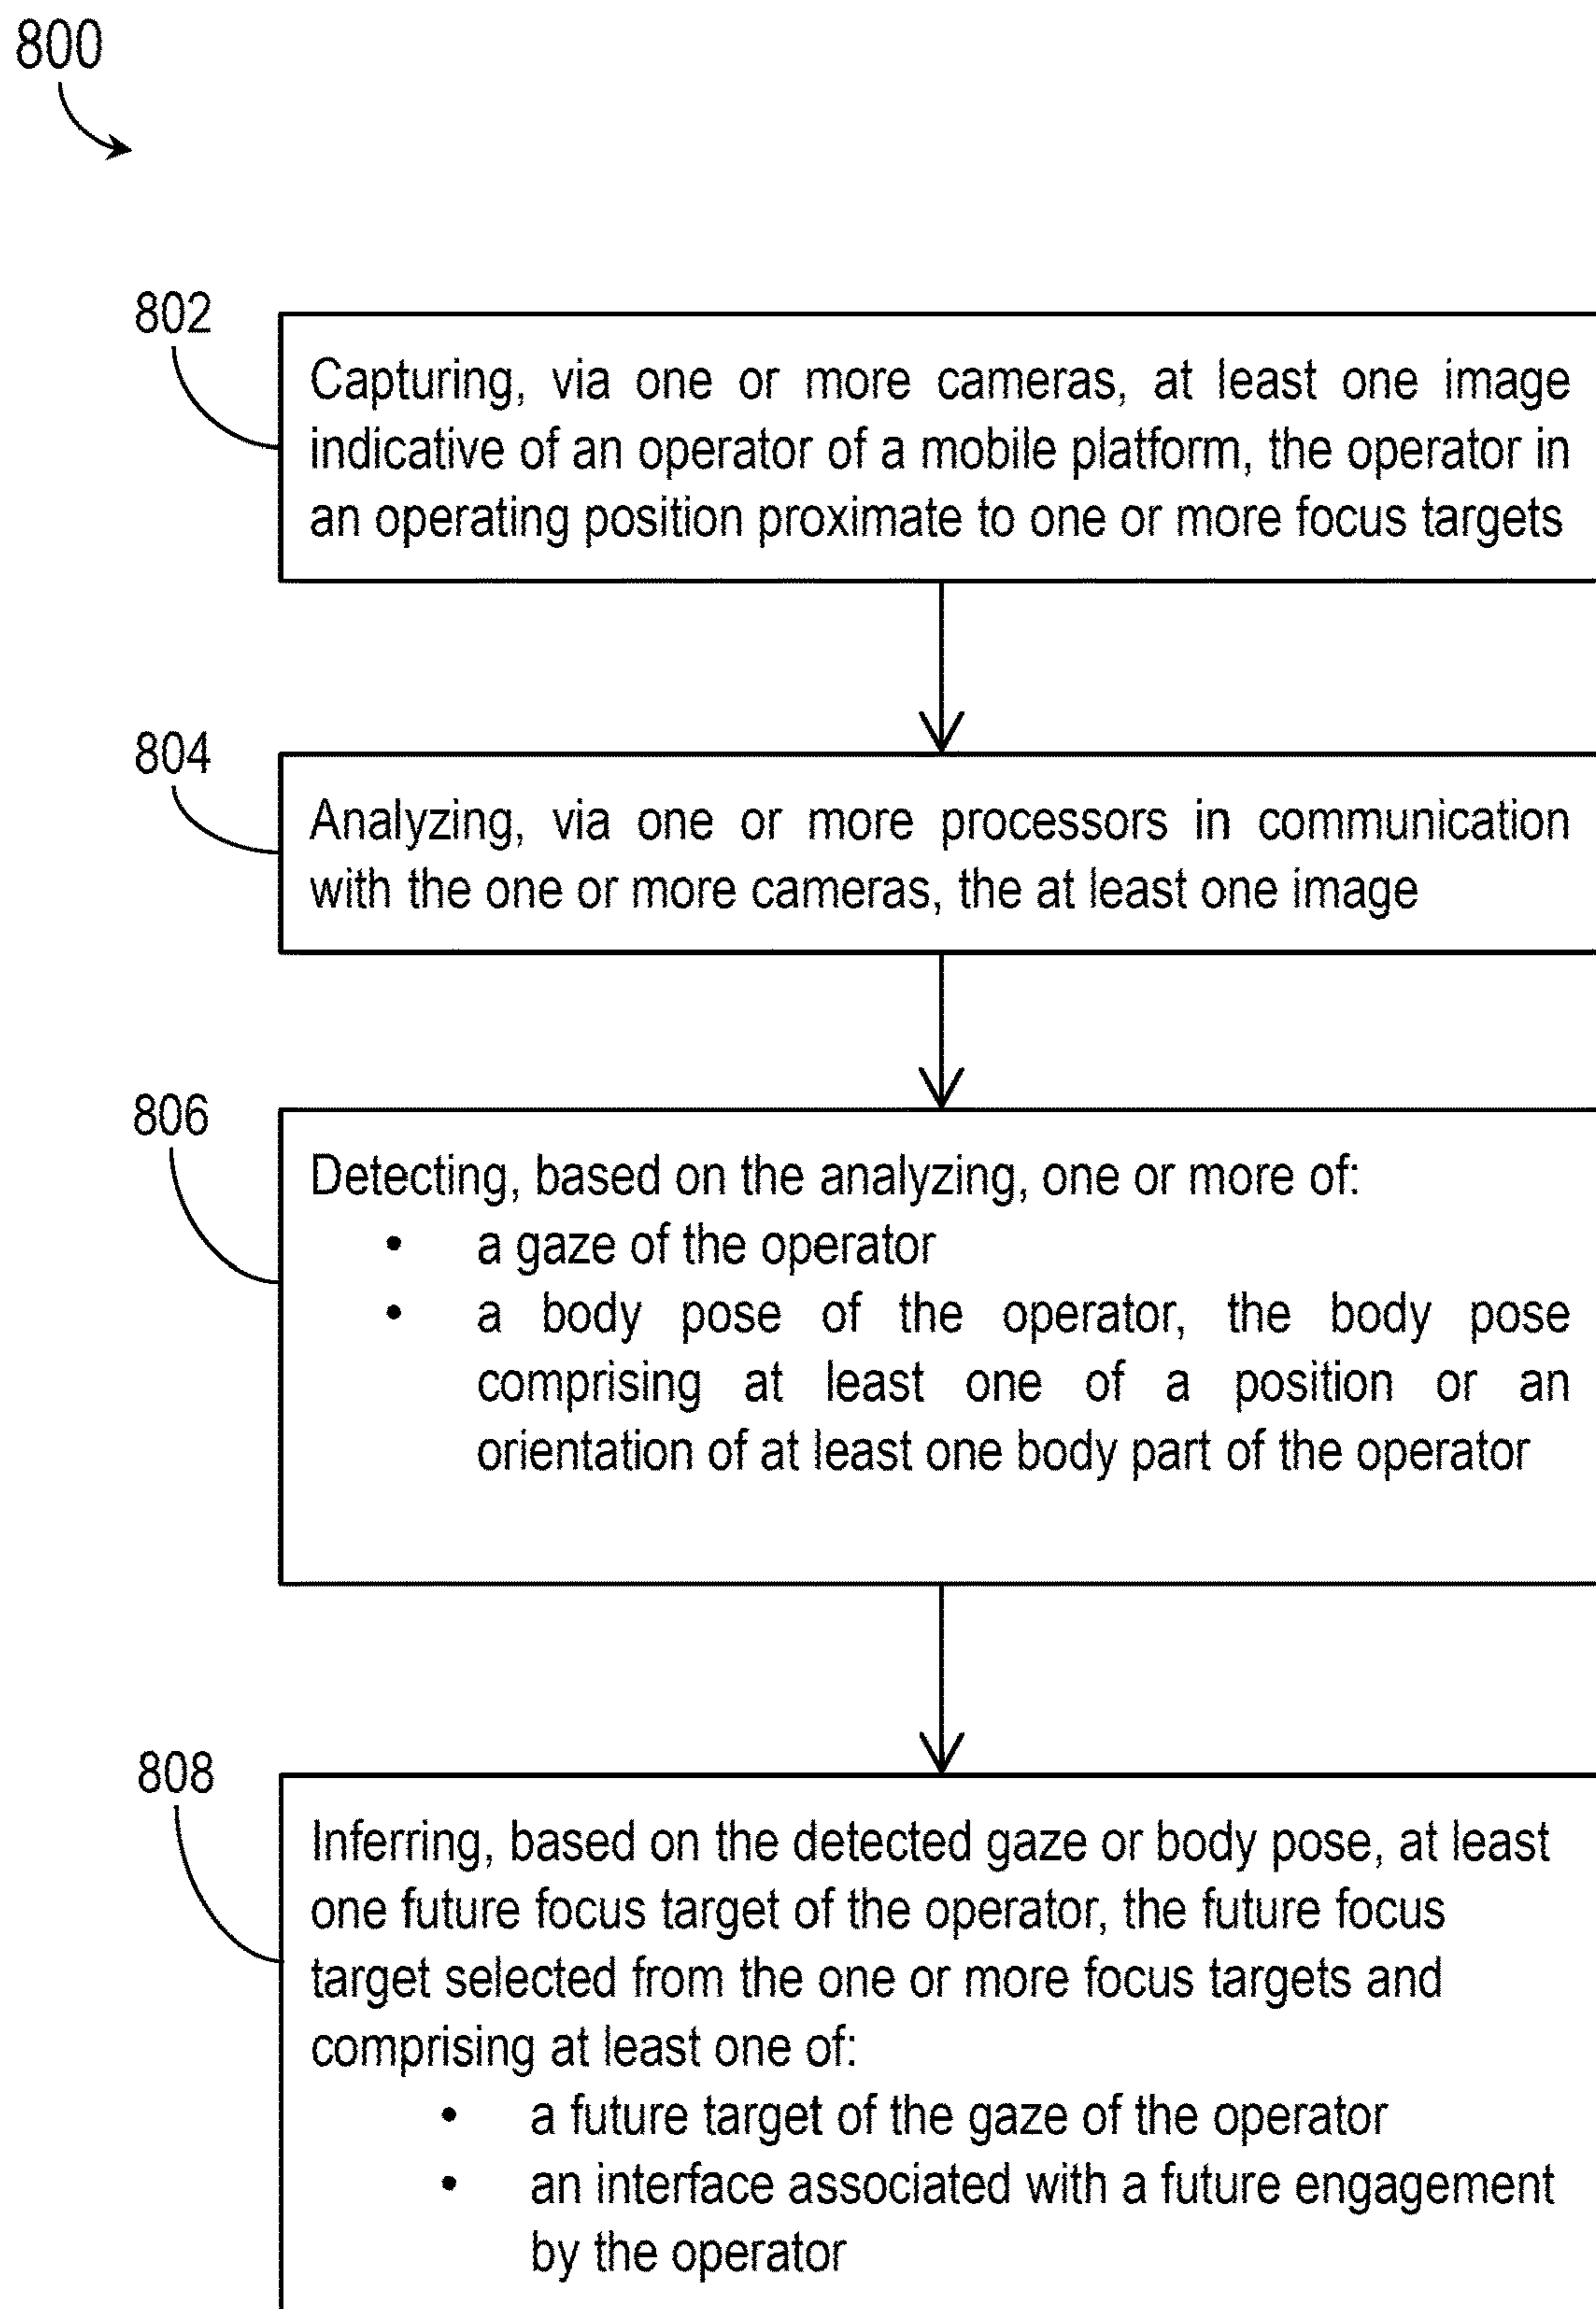 800
802
Capturing, via one or more cameras, at least one image
indicative of an operator of a mobile platform, the operator in
an operating position proximate to one or more focus targets
804
Analyzing, via one or more processors in communication
with the one or more cameras, the at least one image
806
Detecting, based on the analyzing, one or more of:
• a gaze of the operator
• a body pose of the operator, the body pose
comprising at least one of a position or an
orientation of at least one body part of the operator
808
Inferring, based on the detected gaze or body pose, at least
one future focus target of the operator, the future focus
target selected from the one or more focus targets and
comprising at least one of:
• a future target of the gaze of the operator
• an interface associated with a future engagement
by the operator